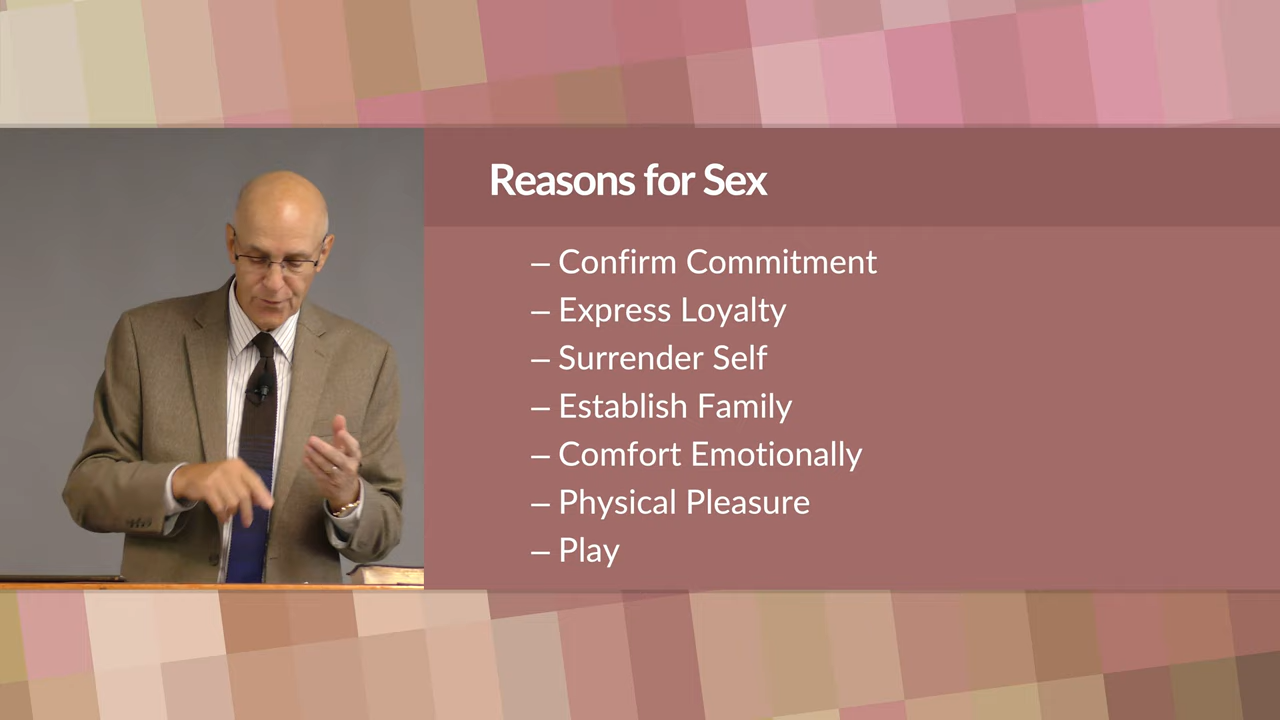 Reasons for Sex
– Confirm Commitment
– Express Loyalty
– Surrender Self
– Establish Family
– Comfort Emotionally
– Physical Pleasure
– Play